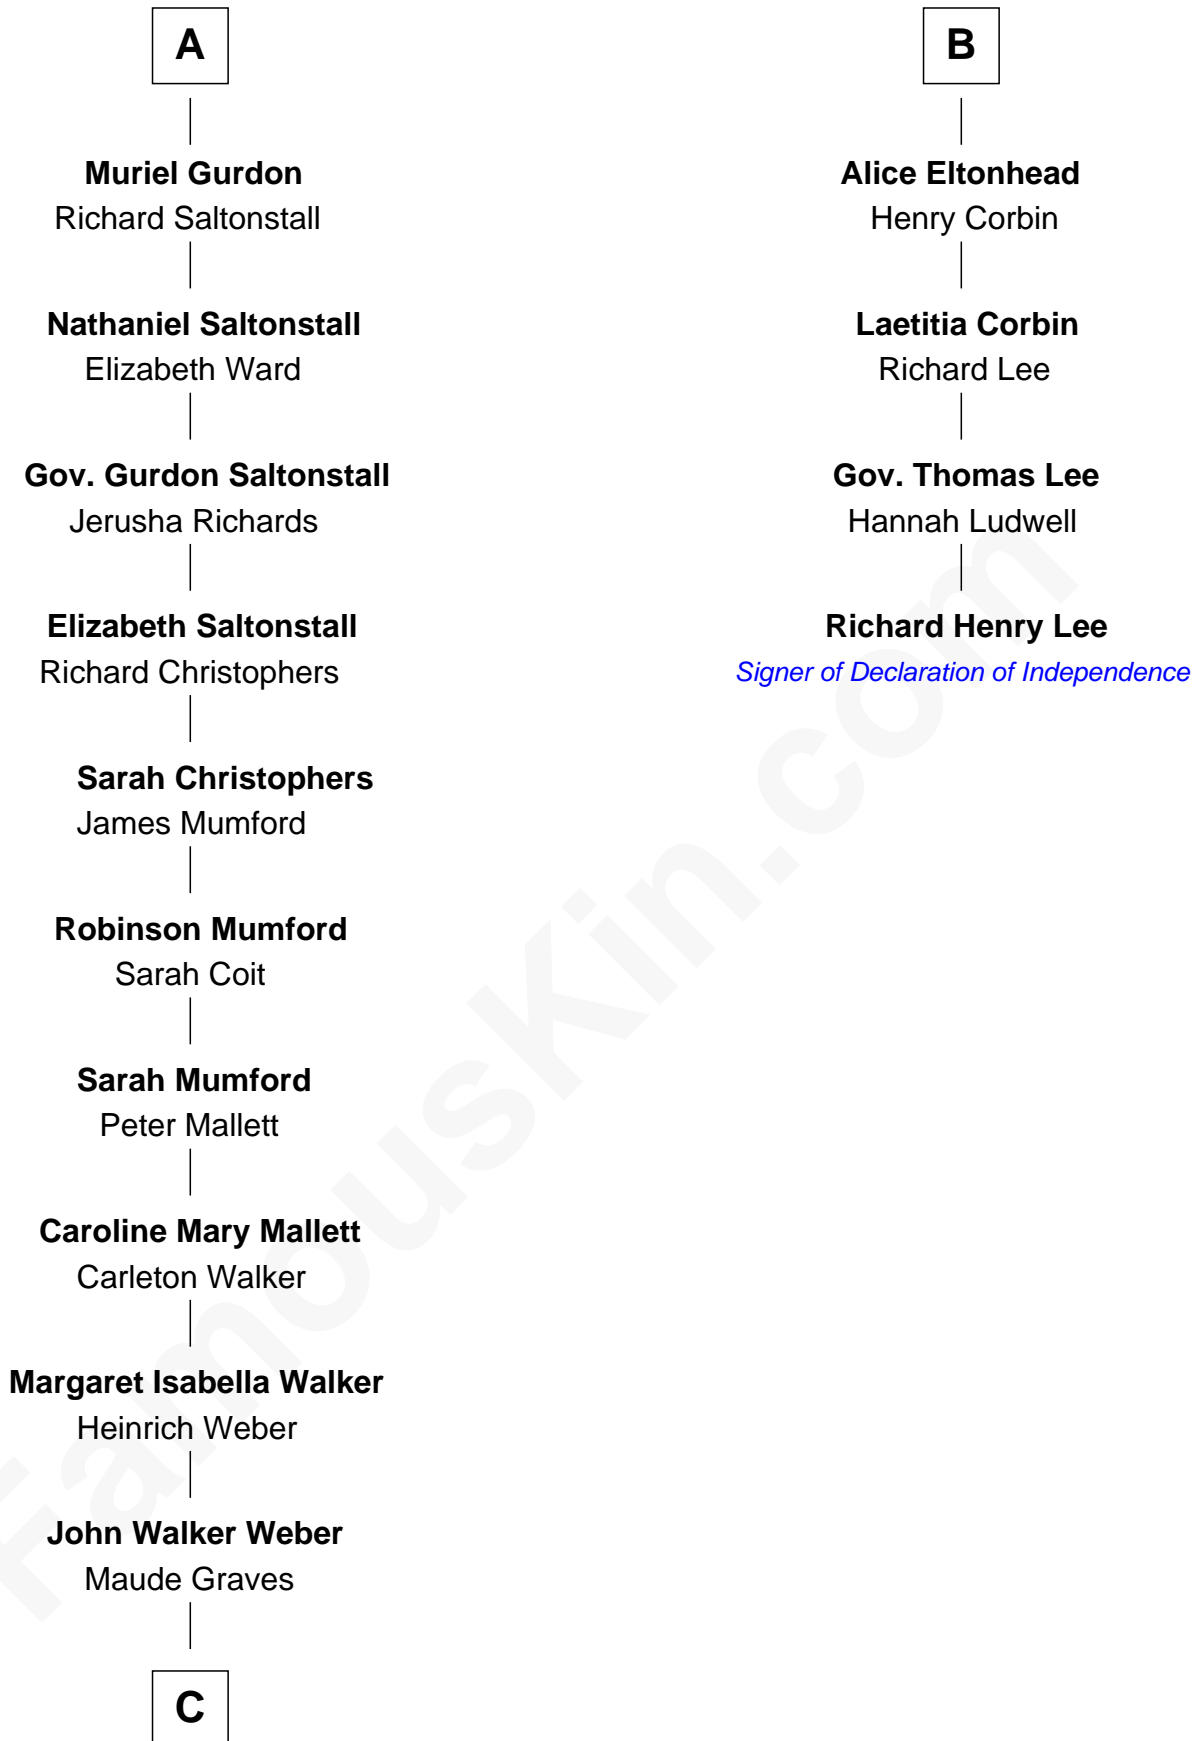 A
Muriel Gurdon
Richard Saltonstall
Nathaniel Saltonstall
Elizabeth Ward
Gov. Gurdon Saltonstall
Jerusha Richards
Elizabeth Saltonstall
Richard Christophers
Sarah Christophers
James Mumford
Robinson Mumford
Sarah Coit
Sarah Mumford
Peter Mallett
Caroline Mary Mallett
Carleton Walker
Margaret Isabella Walker
Heinrich Weber
John Walker Weber
Maude Graves
C
B
Alice Eltonhead
Henry Corbin
Laetitia Corbin
Richard Lee
Gov. Thomas Lee
Hannah Ludwell
Richard Henry Lee
Signer of Declaration of Independence
FamousKin.com